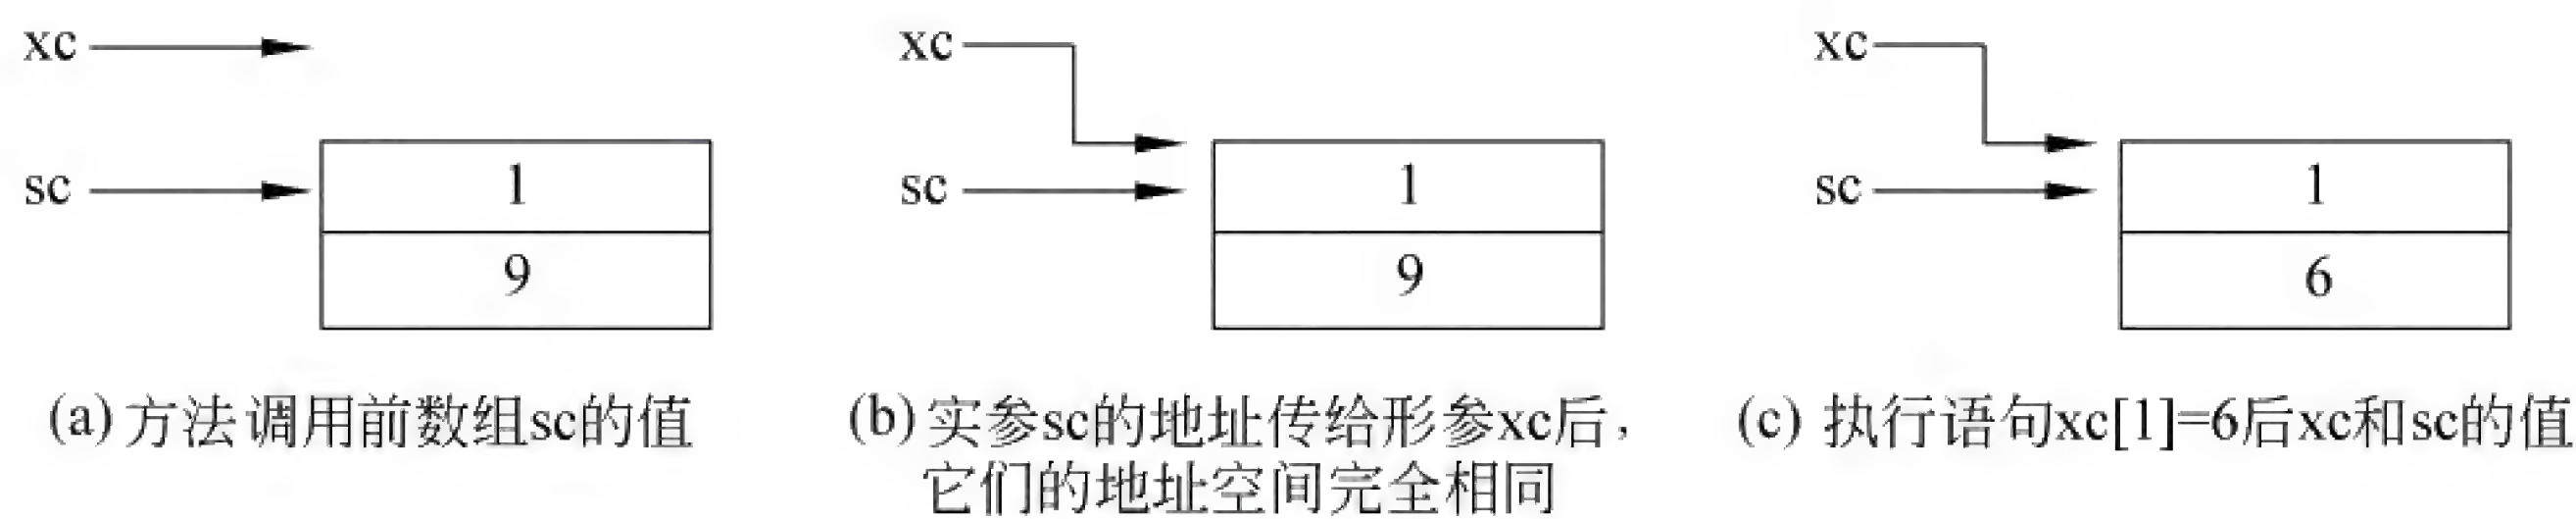 xc
sc
1
9
(a) 方法调用前数组sc的值
xc
sc
1
9
(b) 实参sc的地址传给形参xc后，
它们的地址空间完全相同
xc
sc
1
6
(c) 执行语句xc[1]=6后xc和sc的值